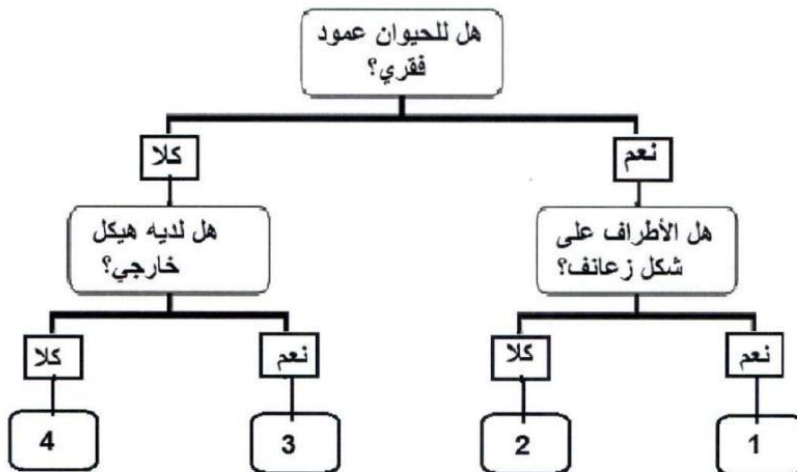 هل للحيوان عمود
فقري؟
نعم
كلا
هل الأطراف على
شكل زعانف؟
هل لديه هيكل
خارجي؟
نعم
كلا
نعم
كلا
1
2
3
4